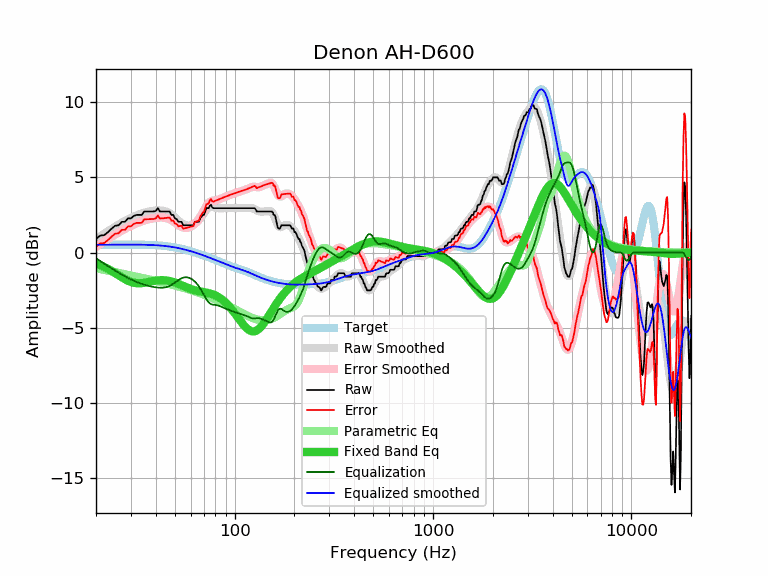 Denon AH-D600
Amplitude (dBr)
10
5
0
−5
−10
−15
Target
Raw Smoothed
Error Smoothed
Raw
Error
Parametric Eq
Fixed Band Eq
Equalization
Equalized smoothed
100
1000
10000
Frequency (Hz)